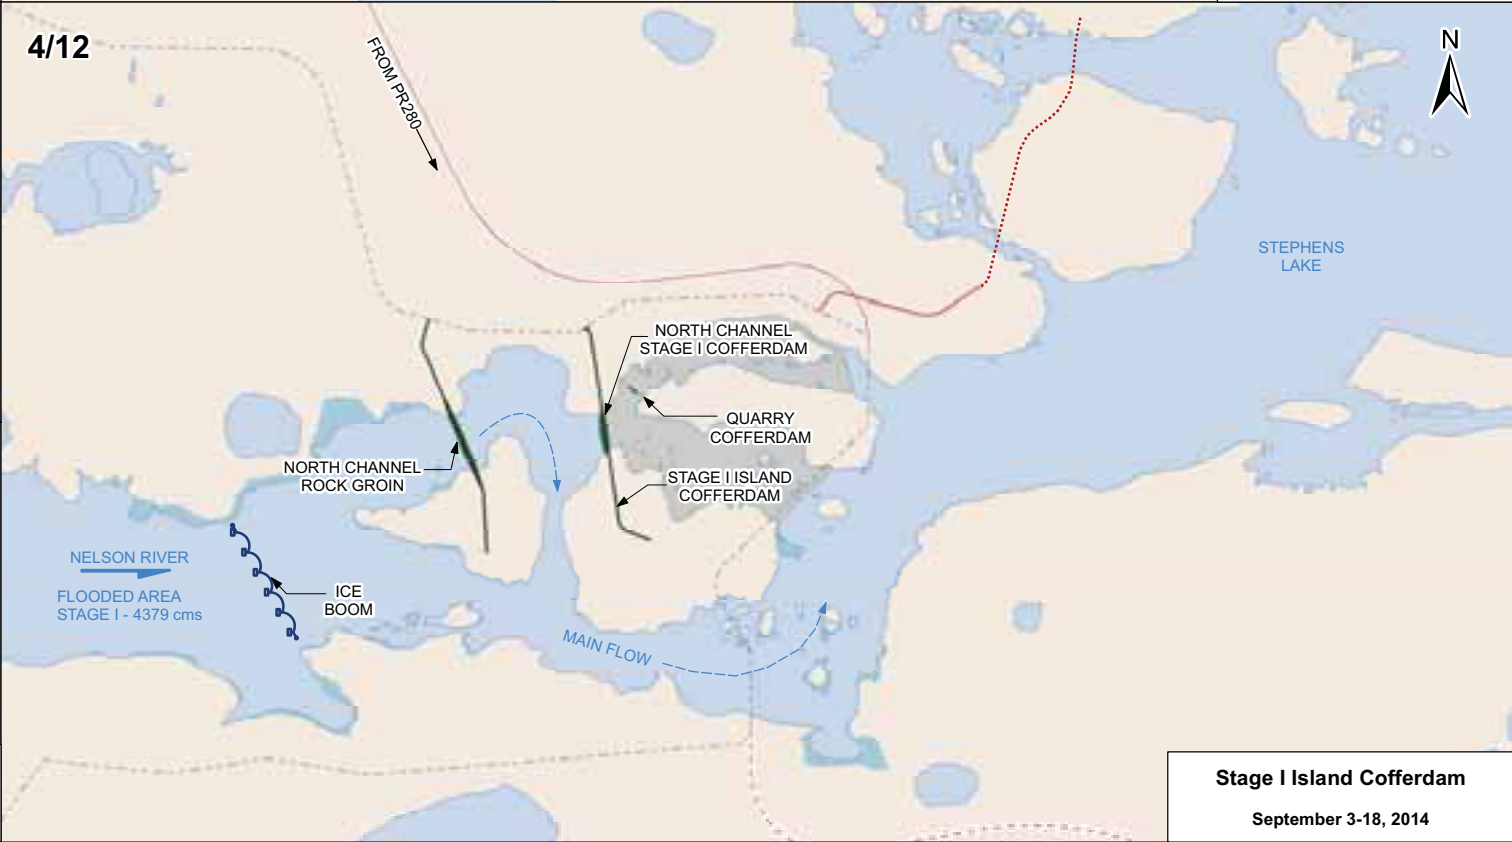 4/12
FROM PR280
N
STEPHENS
LAKE
NORTH CHANNEL
STAGE I COFFERDAM
QUARRY
COFFERDAM
NORTH CHANNEL
ROCK GROIN
STAGE I ISLAND
COFFERDAM
NELSON RIVER
FLOODED AREA
STAGE I - 4379 cms
ICE
BOOM
MAIN FLOW
Stage I Island Cofferdam
September 3-18, 2014